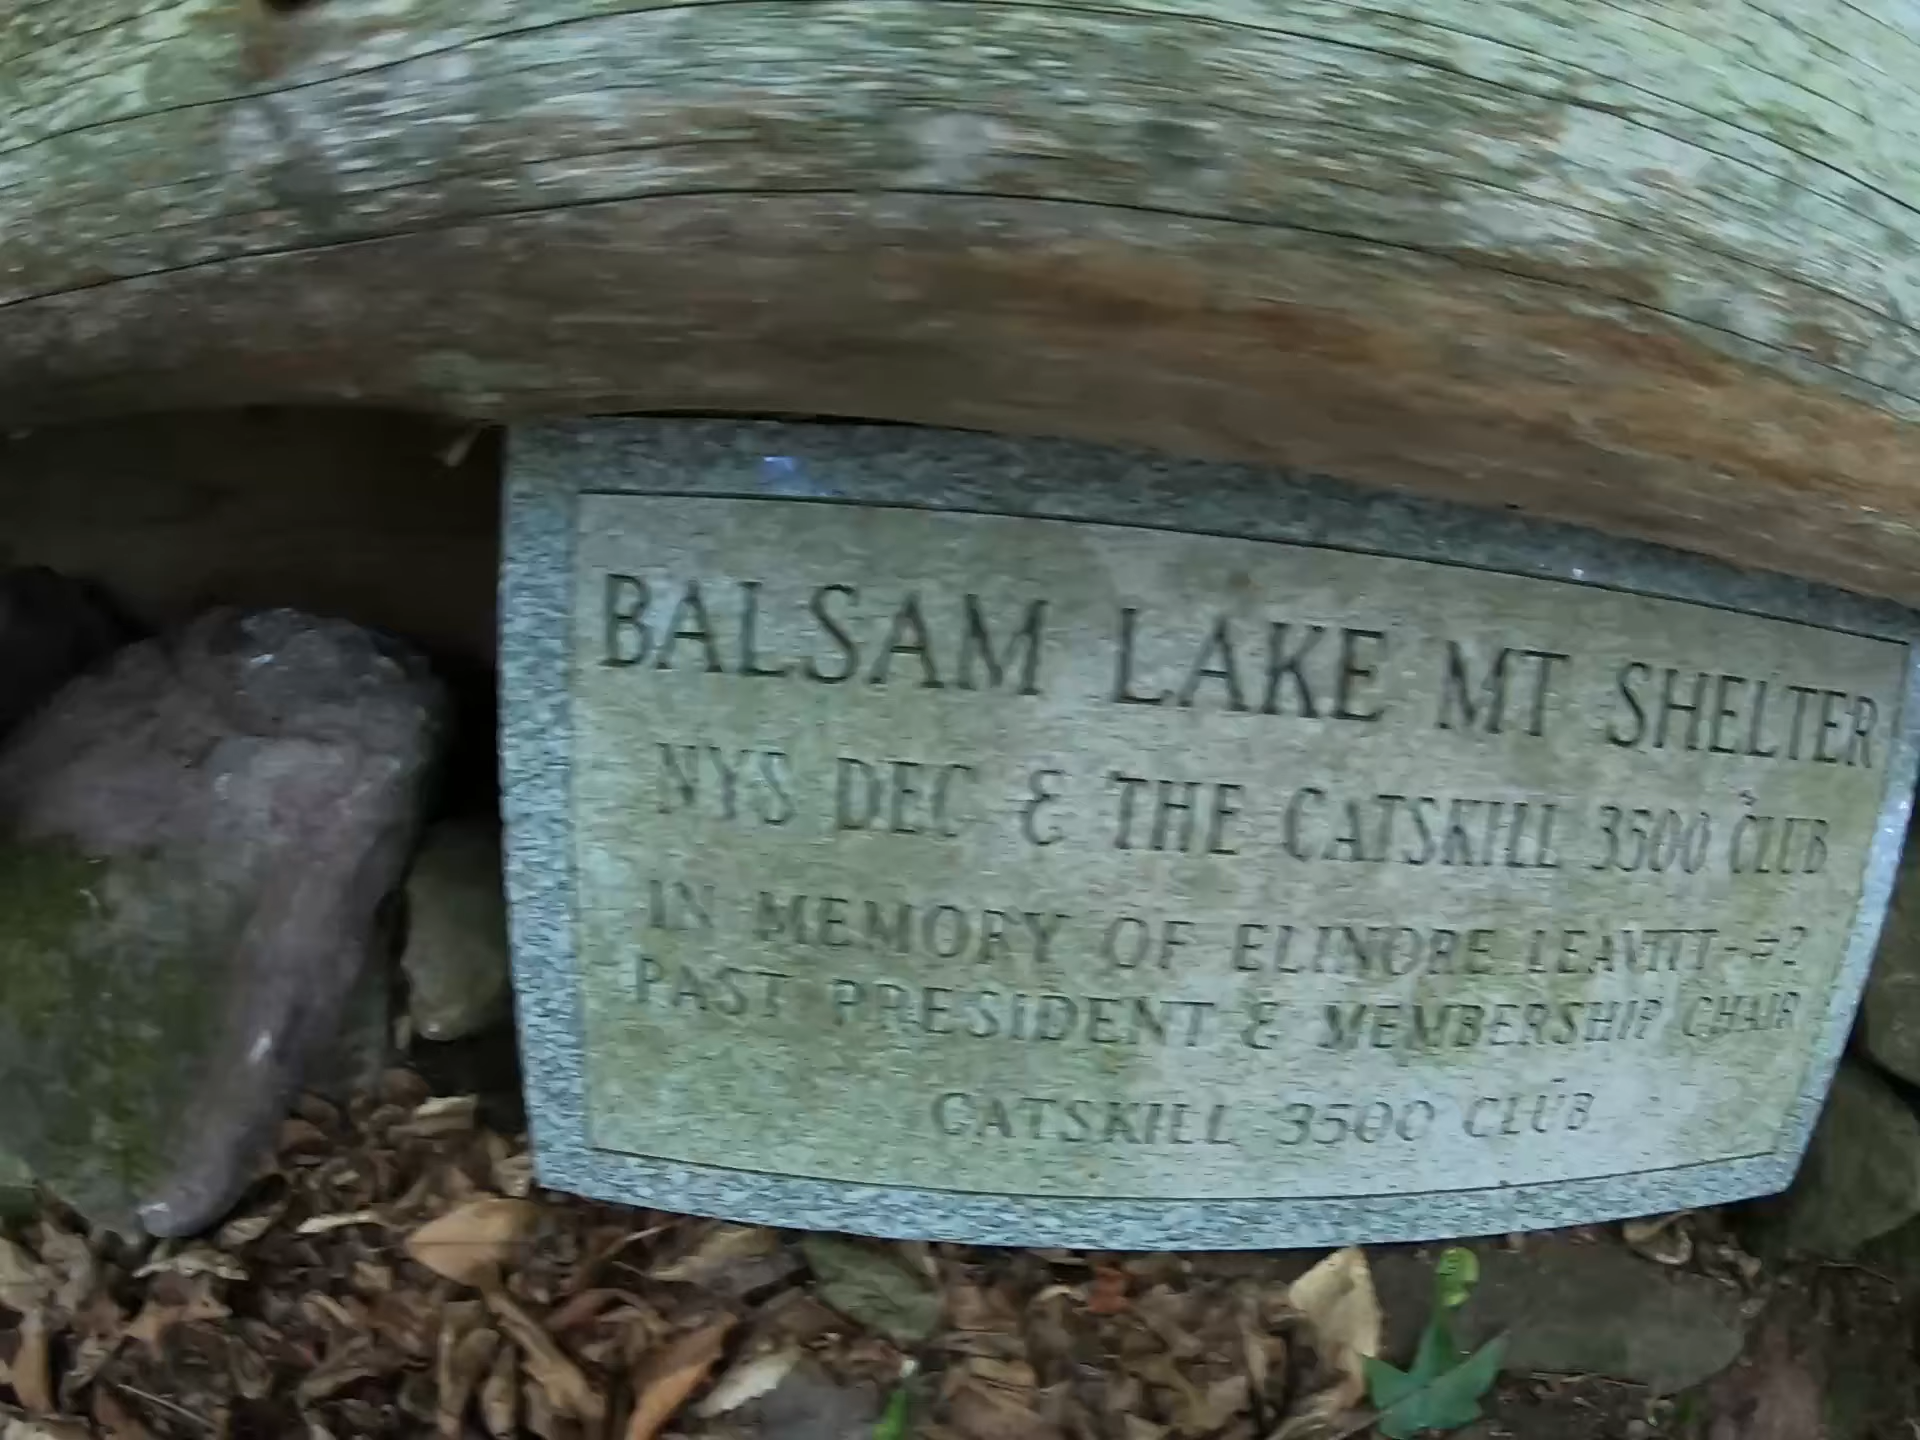 BALSAM LAKE MT SHELTER
NYS DEC & THE CATSKILL 3500 CLUB
IN MEMORY OF ELINORE LEAVITT - #2
PAST PRESIDENT & MEMBERSHIP CHAIR
CATSKILL 3500 CLUB